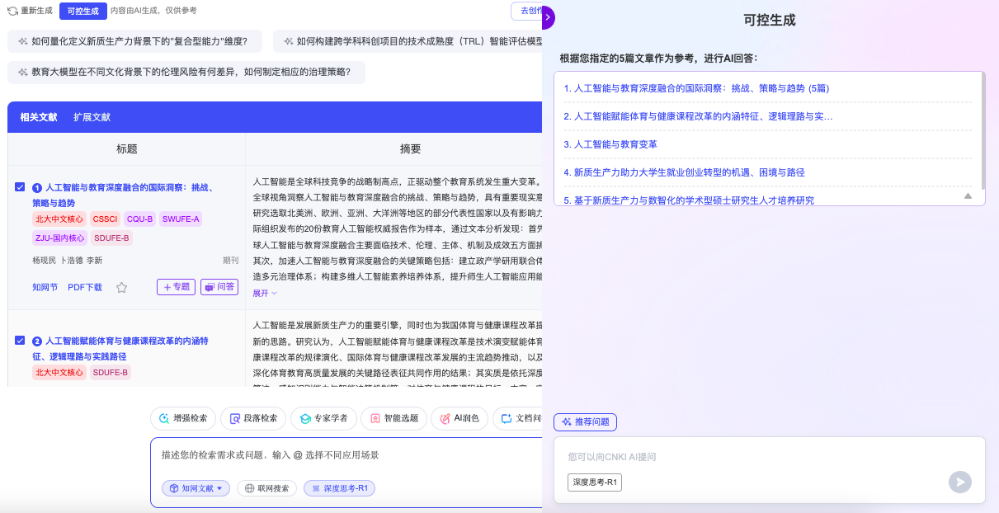 重新生成 可控生成 内容由AI生成，仅供参考
去创作
如何量化定义新质生产力背景下的"复合型能力"维度？
如何构建跨学科科创项目的技术成熟度（TRL）智能评估模型
教育大模型在不同文化背景下的伦理风险有何差异，如何制定相应的治理策略？
相关文献 扩展文献
标题 摘要
1 人工智能与教育深度融合的国际洞察：挑战、
策略与趋势
北大中文核心 CSSCI CQU-B SWUFE-A
ZJU-国内核心 SDUFE-B
杨现民 卜浩德 李新 期刊
知网节 PDF下载 专题 问答
人工智能是全球科技竞争的战略制高点，正驱动整个教育系统发生重大变革。
全球视角洞察人工智能与教育深度融合的挑战、策略与趋势，具有重要现实意
研究选取北美洲、欧洲、亚洲、大洋洲等地区的部分代表性国家以及有影响力
际组织发布的20份教育人工智能权威报告作为样本，通过文本分析发现：首先
球人工智能与教育深度融合主要面临技术、伦理、主体、机制及成效五方面挑
其次，加速人工智能与教育深度融合的关键策略包括：建立政产学研用联合体
造多元治理体系；构建多维人工智能素养培养体系，提升师生人工智能应用能
展开
2 人工智能赋能体育与健康课程改革的内涵特
征、逻辑理路与实践路径
北大中文核心 SDUFE-B
人工智能是发展新质生产力的重要引擎，同时也为我国体育与健康课程改革提
新的思路。研究认为，人工智能赋能体育与健康课程改革是技术演变赋能体育
康课程改革的规律演化、国际体育与健康课程改革发展的主流趋势推动，以及
深化体育教育高质量发展的关键路径表征共同作用的结果；其实质是依托深度
增强检索 段落检索 专家学者 智能选题 AI润色 文档问
描述您的检索需求或问题，输入 @ 选择不同应用场景
知网文献 联网搜索 深度思考-R1
可控生成
根据您指定的5篇文章作为参考，进行AI回答：
1. 人工智能与教育深度融合的国际洞察：挑战、策略与趋势 (5篇)
2. 人工智能赋能体育与健康课程改革的内涵特征、逻辑理路与实…
3. 人工智能与教育变革
4. 新质生产力助力大学生就业创业转型的机遇、困境与路径
5. 基于新质生产力与数智化的学术型硕士研究生人才培养研究
推荐问题
您可以向CNKI AI提问
深度思考-R1